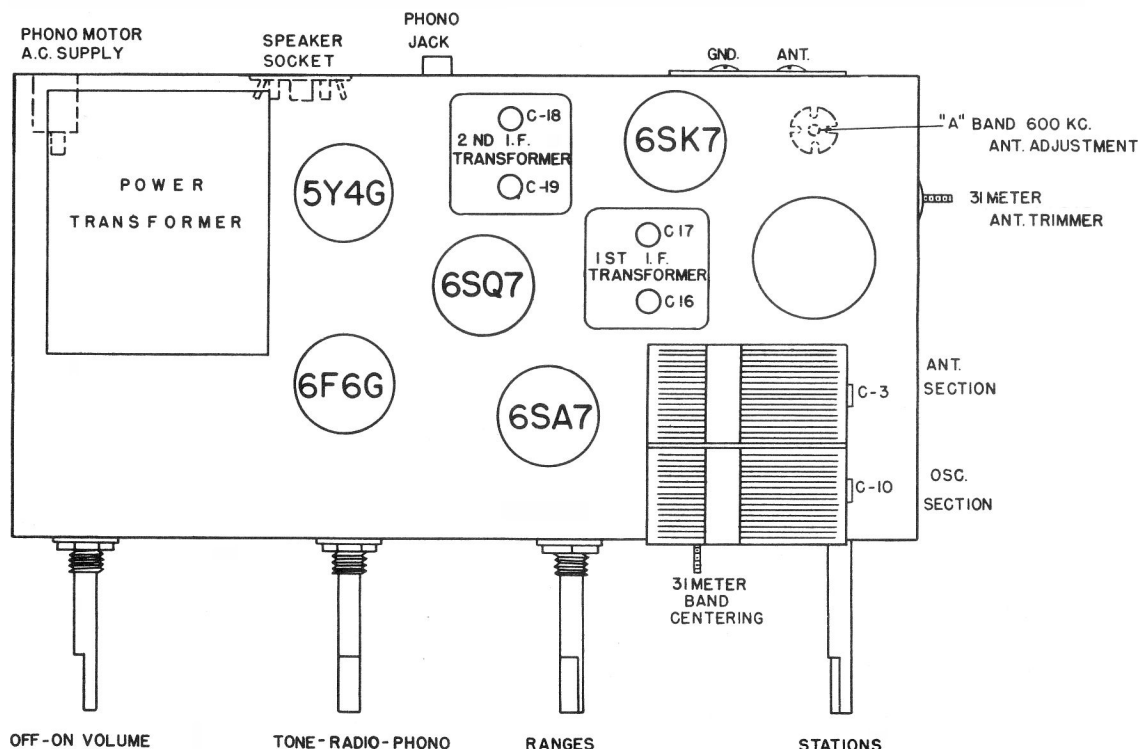 PHONO MOTOR
A.C. SUPPLY
SPEAKER
SOCKET
PHONO
JACK
GND.
ANT.
"A" BAND 600 KC.
ANT. ADJUSTMENT
31 METER
ANT. TRIMMER
POWER
TRANSFORMER
5Y4G
C-18
2 ND I.F.
TRANSFORMER
C-19
6SK7
6SQ7
C 17
1 ST I.F.
TRANSFORMER
C 16
6F6G
6SA7
C-3
ANT.
SECTION
C-10
OSC.
SECTION
31 METER
BAND
CENTERING
OFF-ON VOLUME
TONE-RADIO-PHONO
RANGES
STATIONS